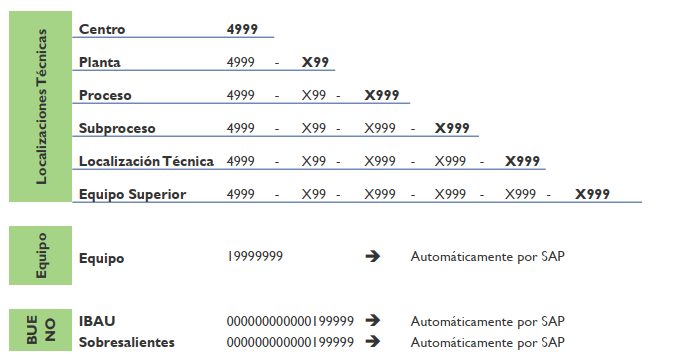 Localizaciones Técnicas
Centro 4999
Planta 4999 - X99
Proceso 4999 - X99 - X999
Subproceso 4999 - X99 - X999 - X999
Localización Técnica 4999 - X99 - X999 - X999 - X999
Equipo Superior 4999 - X99 - X999 - X999 - X999 - X999
Equipo
Equipo 19999999 ➔ Automáticamente por SAP
BUE
NO
IBAU 000000000000199999 ➔ Automáticamente por SAP
Sobresalientes 000000000000199999 ➔ Automáticamente por SAP